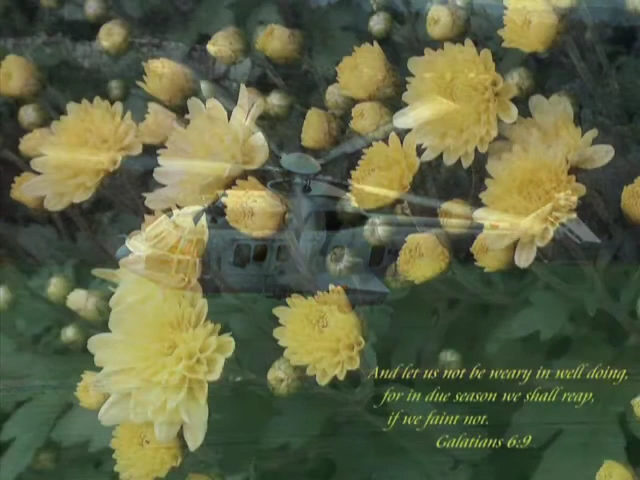 And let us not be weary in well doing,
for in due season we shall reap,
if we faint not.
Galatians 6:9